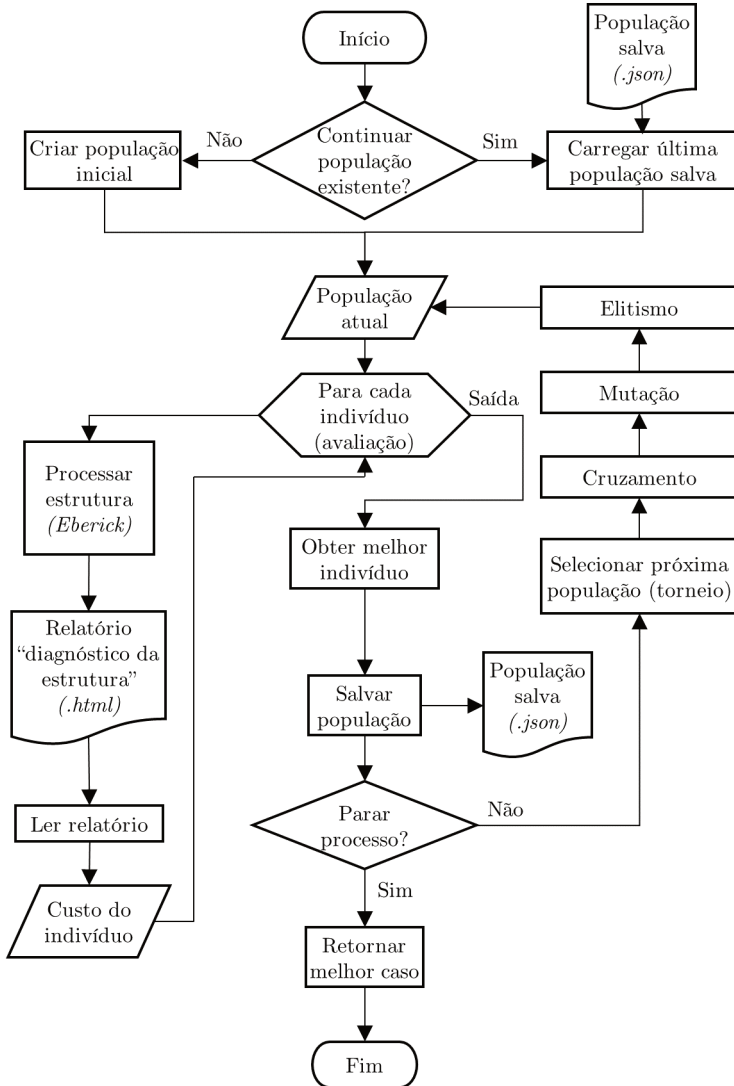 Início
População
salva
(.json)
Continuar
população
existente?
Não
Sim
Criar população
inicial
Carregar última
população salva
População
atual
Elitismo
Para cada
indivíduo
(avaliação)
Saída
Mutação
Processar
estrutura
(Eberick)
Cruzamento
Obter melhor
indivíduo
Selecionar próxima
população (torneio)
Relatório
“diagnóstico da
estrutura”
(.html)
Salvar
população
População
salva
(.json)
Ler relatório
Parar
processo?
Não
Sim
Custo do
indivíduo
Retornar
melhor caso
Fim